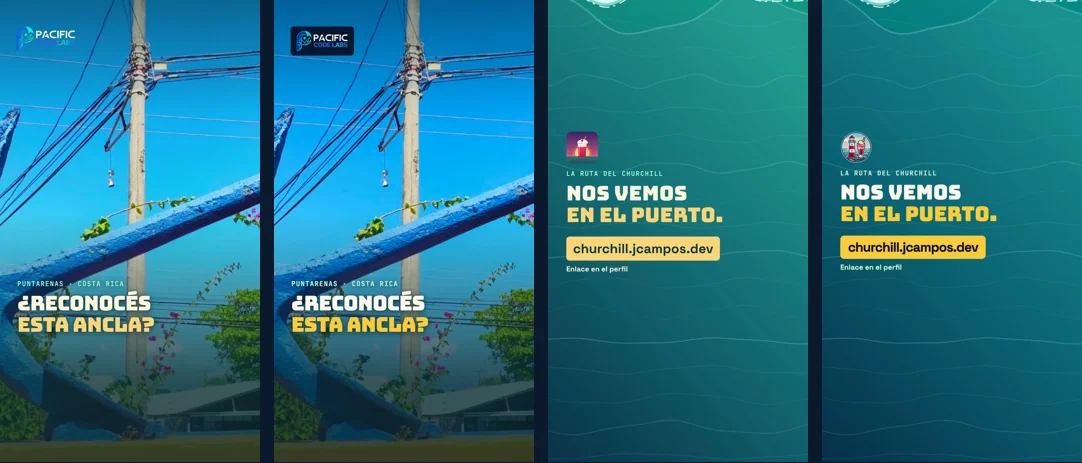 PACIFIC
CODE LABS
PUNTARENAS · COSTA RICA
¿RECONOCÉS
ESTA ANCLA?
PACIFIC
CODE LABS
PUNTARENAS · COSTA RICA
¿RECONOCÉS
ESTA ANCLA?
LA RUTA DEL CHURCHILL
NOS VEMOS
EN EL PUERTO.
churchill.jcampos.dev
Enlace en el perfil
LA RUTA DEL CHURCHILL
NOS VEMOS
EN EL PUERTO.
churchill.jcampos.dev
Enlace en el perfil